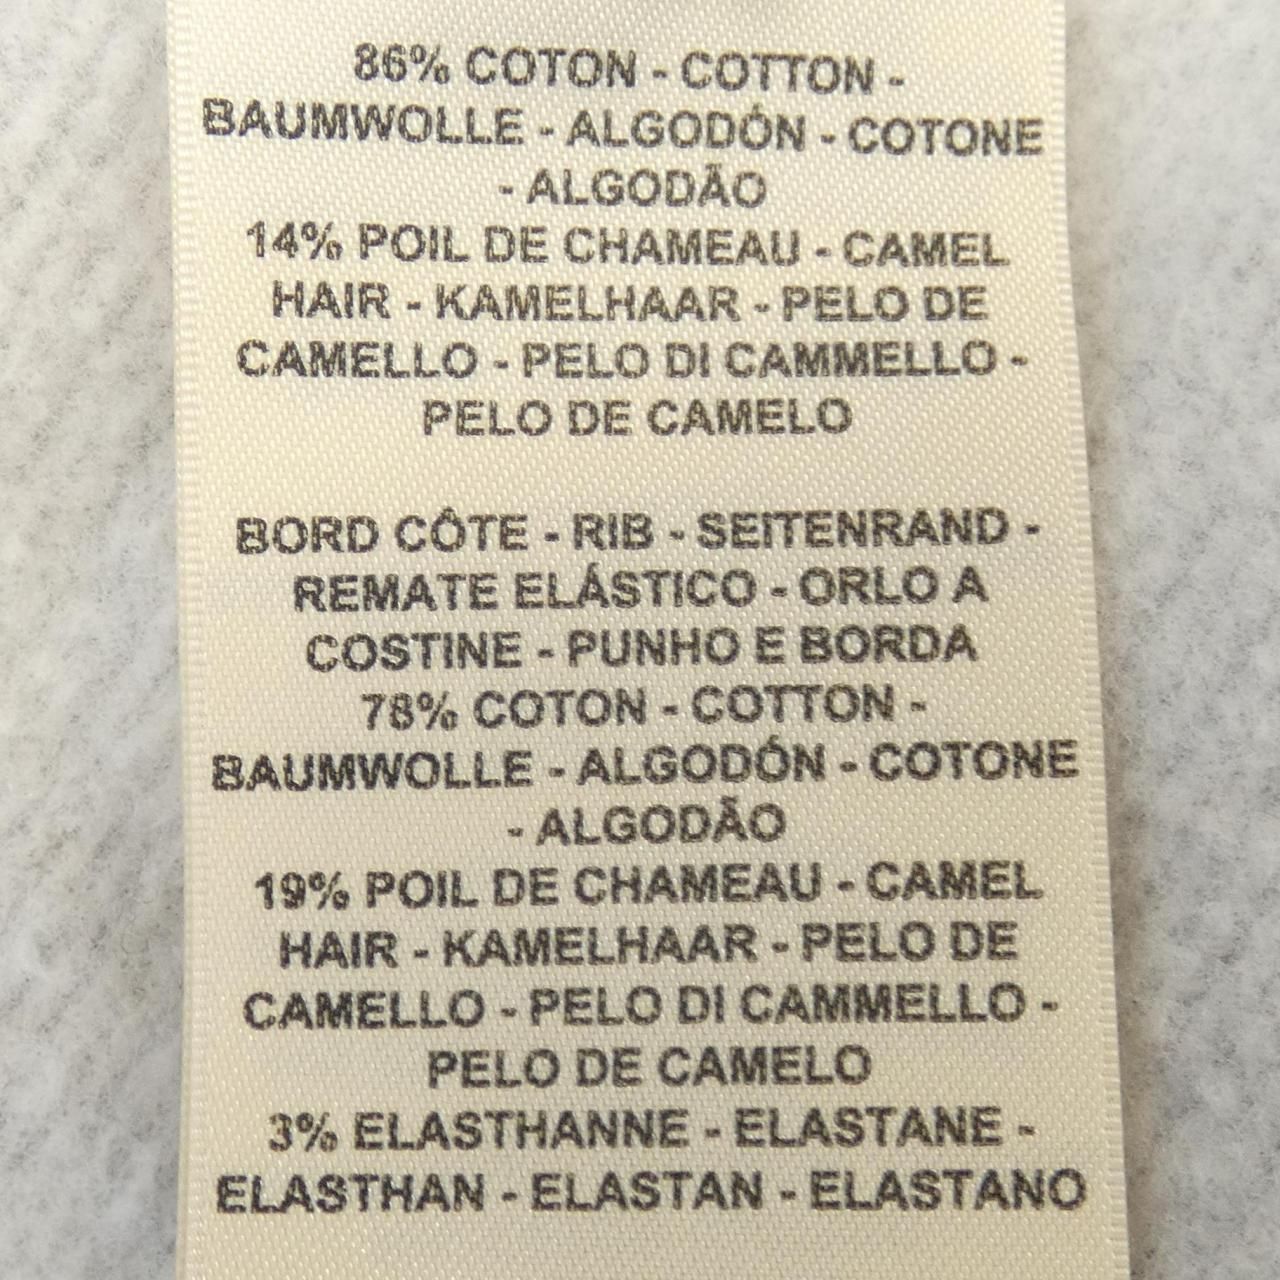 86% COTON - COTTON -
BAUMWOLLE - ALGODÓN - COTONE
- ALGODÃO
14% POIL DE CHAMEAU - CAMEL
HAIR - KAMELHAAR - PELO DE
CAMELLO - PELO DI CAMMELLO -
PELO DE CAMELO
BORD CÔTE - RIB - SEITENRAND -
REMATE ELÁSTICO - ORLO A
COSTINE - PUNHO E BORDA
78% COTON - COTTON -
BAUMWOLLE - ALGODÓN - COTONE
- ALGODÃO
19% POIL DE CHAMEAU - CAMEL
HAIR - KAMELHAAR - PELO DE
CAMELLO - PELO DI CAMMELLO -
PELO DE CAMELO
3% ELASTHANNE - ELASTANE -
ELASTHAN - ELASTAN - ELASTANO